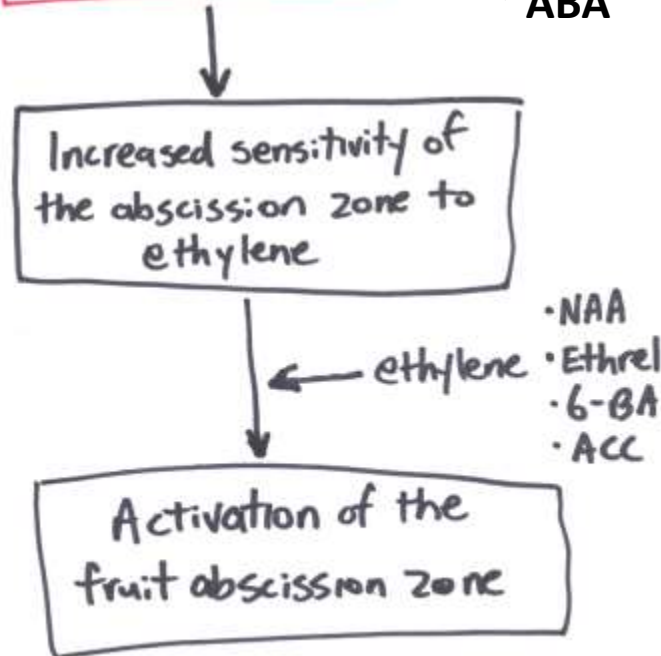 ABA
Increased sensitivity of
the abscission zone to
ethylene
• NAA
ethylene • Ethrel
• 6-BA
• ACC
Activation of the
fruit abscission zone